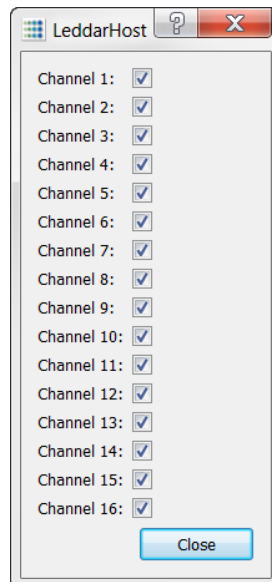 LeddarHost
Channel 1:
Channel 2:
Channel 3:
Channel 4:
Channel 5:
Channel 6:
Channel 7:
Channel 8:
Channel 9:
Channel 10:
Channel 11:
Channel 12:
Channel 13:
Channel 14:
Channel 15:
Channel 16:
Close